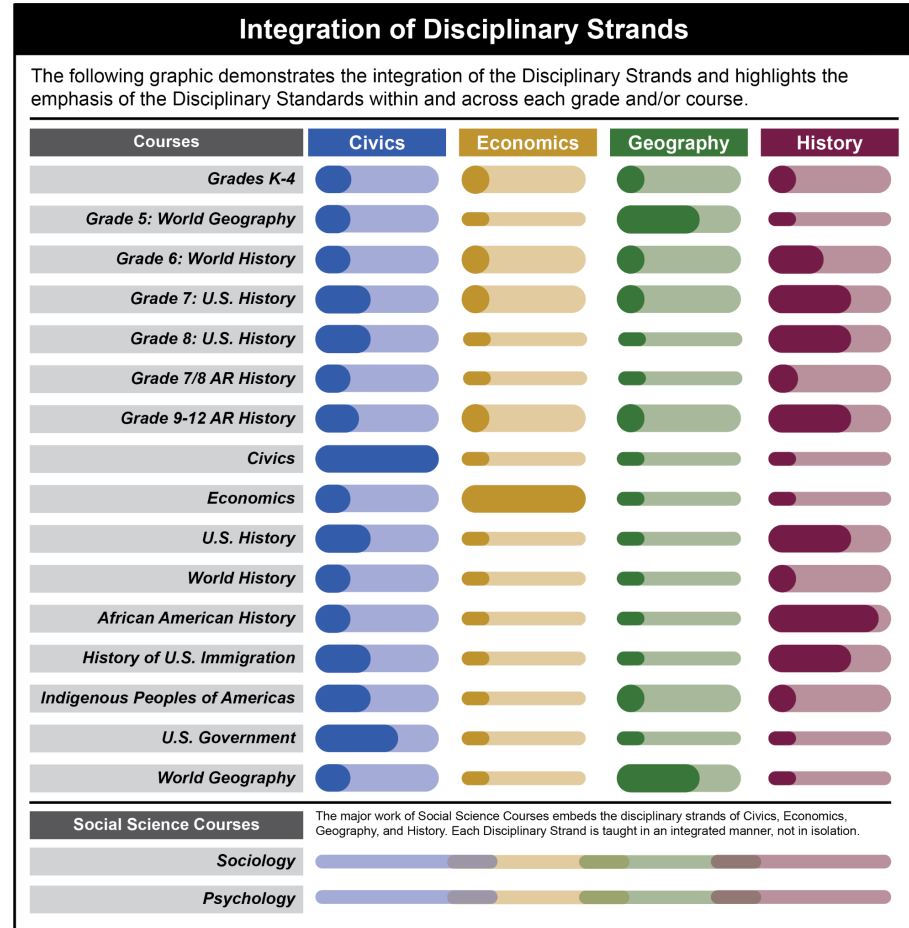 Integration of Disciplinary Strands
The following graphic demonstrates the integration of the Disciplinary Strands and highlights the
emphasis of the Disciplinary Standards within and across each grade and/or course.
Courses Civics Economics Geography History
Grades K-4
Grade 5: World Geography
Grade 6: World History
Grade 7: U.S. History
Grade 8: U.S. History
Grade 7/8 AR History
Grade 9-12 AR History
Civics
Economics
U.S. History
World History
African American History
History of U.S. Immigration
Indigenous Peoples of Americas
U.S. Government
World Geography
Social Science Courses
The major work of Social Science Courses embeds the disciplinary strands of Civics, Economics,
Geography, and History. Each Disciplinary Strand is taught in an integrated manner, not in isolation.
Sociology
Psychology